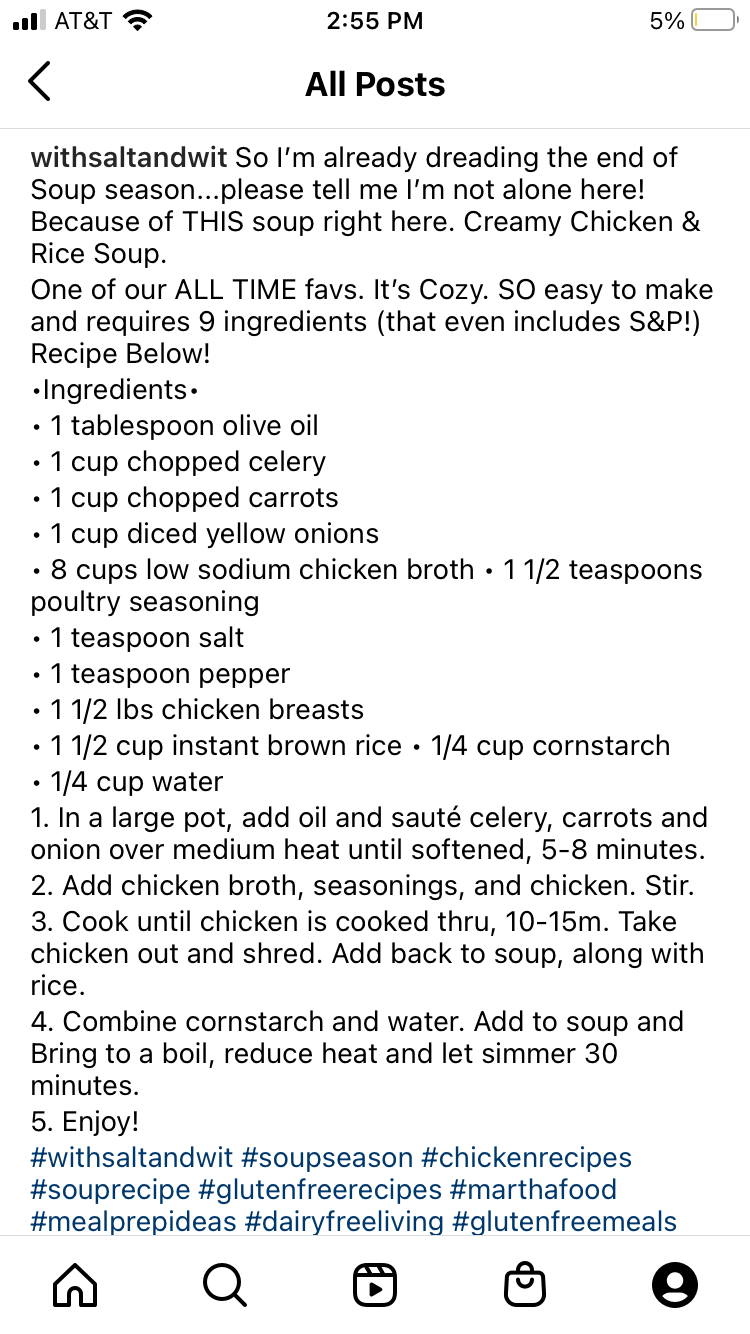 AT&T 2:55 PM 5%
All Posts
withsaltandwit So I’m already dreading the end of
Soup season...please tell me I’m not alone here!
Because of THIS soup right here. Creamy Chicken &
Rice Soup.
One of our ALL TIME favs. It’s Cozy. SO easy to make
and requires 9 ingredients (that even includes S&P!)
Recipe Below!
•Ingredients•
• 1 tablespoon olive oil
• 1 cup chopped celery
• 1 cup chopped carrots
• 1 cup diced yellow onions
• 8 cups low sodium chicken broth • 1 1/2 teaspoons
poultry seasoning
• 1 teaspoon salt
• 1 teaspoon pepper
• 1 1/2 lbs chicken breasts
• 1 1/2 cup instant brown rice • 1/4 cup cornstarch
• 1/4 cup water
1. In a large pot, add oil and sauté celery, carrots and
onion over medium heat until softened, 5-8 minutes.
2. Add chicken broth, seasonings, and chicken. Stir.
3. Cook until chicken is cooked thru, 10-15m. Take
chicken out and shred. Add back to soup, along with
rice.
4. Combine cornstarch and water. Add to soup and
Bring to a boil, reduce heat and let simmer 30
minutes.
5. Enjoy!
#withsaltandwit #soupseason #chickenrecipes
#souprecipe #glutenfreerecipes #marthafood
#mealprepideas #dairyfreeliving #glutenfreemeals